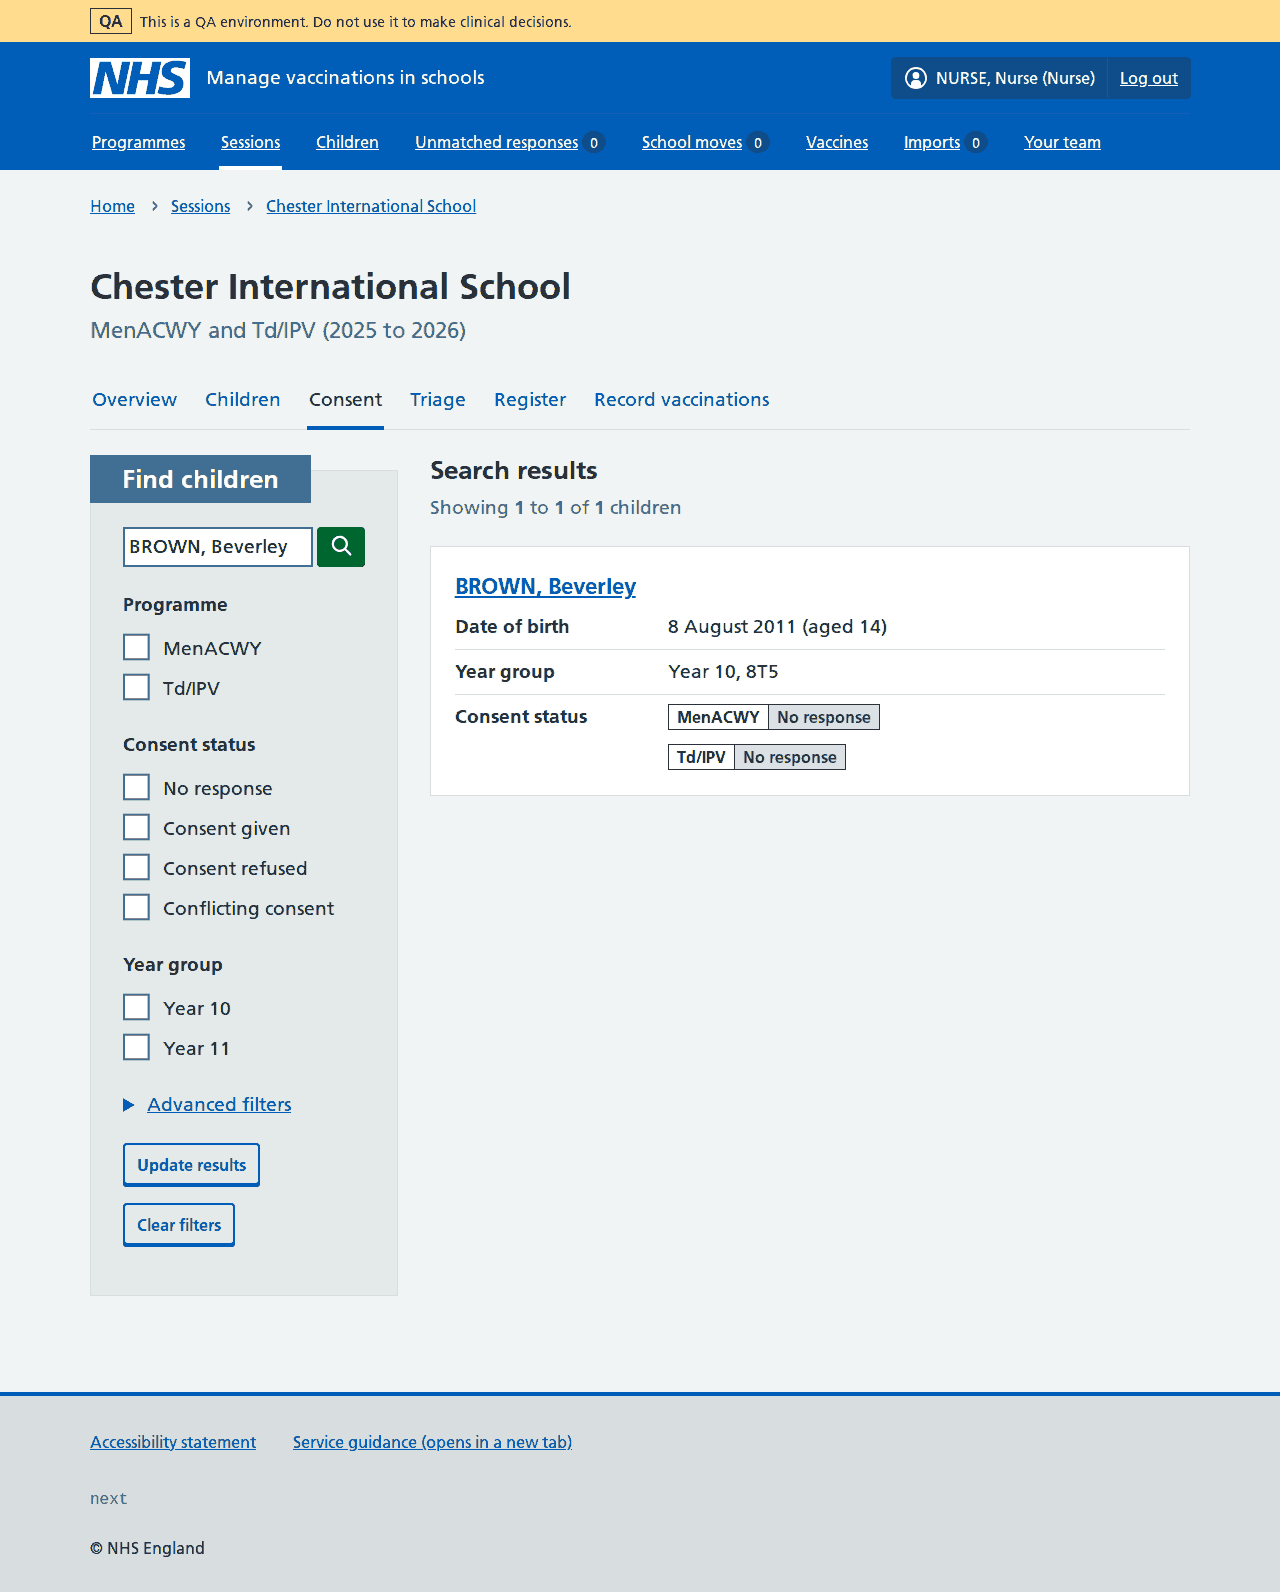 QA This is a QA environment. Do not use it to make clinical decisions.
NHS Manage vaccinations in schools NURSE, Nurse (Nurse) Log out
Programmes Sessions Children Unmatched responses 0 School moves 0 Vaccines Imports 0 Your team
Home Sessions Chester International School
Chester International School
MenACWY and Td/IPV (2025 to 2026)
Overview Children Consent Triage Register Record vaccinations
Find children
BROWN, Beverley
Programme
MenACWY
Td/IPV
Consent status
No response
Consent given
Consent refused
Conflicting consent
Year group
Year 10
Year 11
Advanced filters
Update results
Clear filters
Search results
Showing 1 to 1 of 1 children
BROWN, Beverley
Date of birth 8 August 2011 (aged 14)
Year group Year 10, 8T5
Consent status MenACWY No response
Td/IPV No response
Accessibility statement Service guidance (opens in a new tab)
next
© NHS England